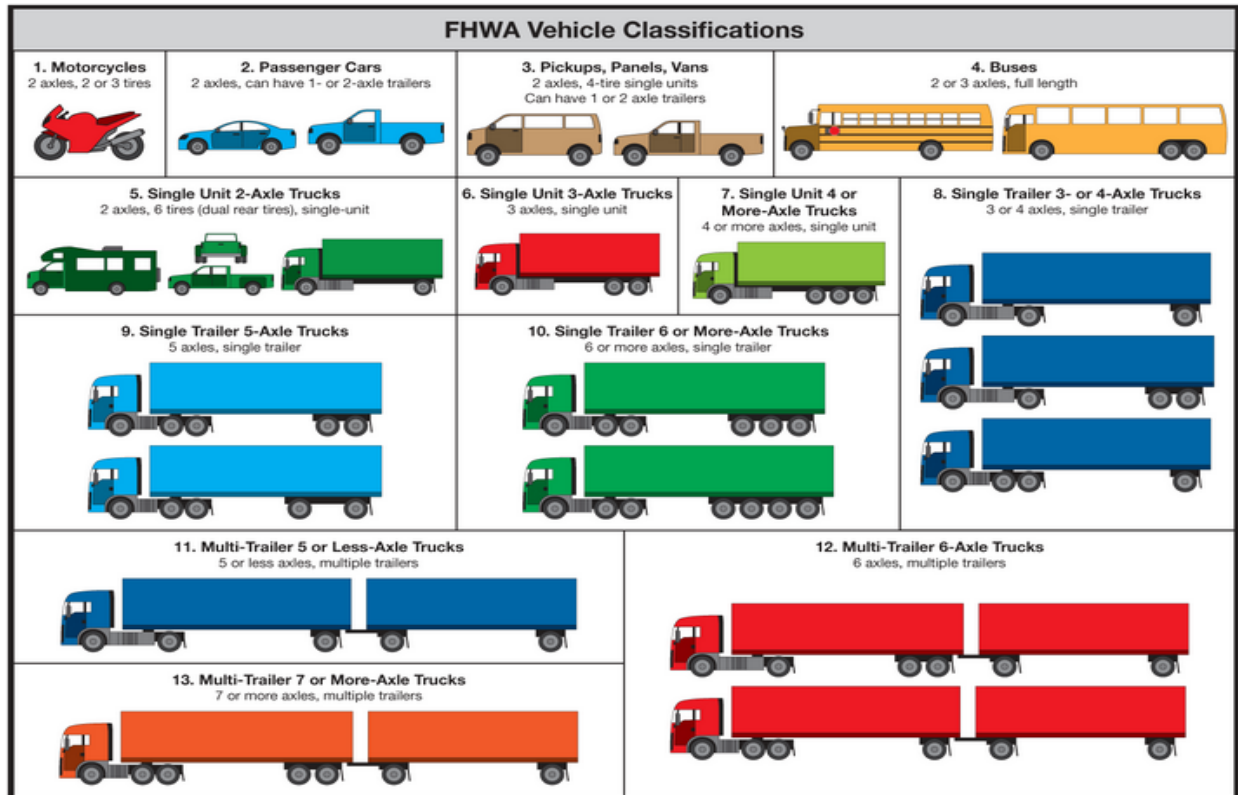 FHWA Vehicle Classifications
1. Motorcycles
2 axles, 2 or 3 tires
2. Passenger Cars
2 axles, can have 1- or 2-axle trailers
3. Pickups, Panels, Vans
2 axles, 4-tire single units
Can have 1 or 2 axle trailers
4. Buses
2 or 3 axles, full length
5. Single Unit 2-Axle Trucks
2 axles, 6 tires (dual rear tires), single-unit
6. Single Unit 3-Axle Trucks
3 axles, single unit
7. Single Unit 4 or
More-Axle Trucks
4 or more axles, single unit
8. Single Trailer 3- or 4-Axle Trucks
3 or 4 axles, single trailer
9. Single Trailer 5-Axle Trucks
5 axles, single trailer
10. Single Trailer 6 or More-Axle Trucks
6 or more axles, single trailer
11. Multi-Trailer 5 or Less-Axle Trucks
5 or less axles, multiple trailers
12. Multi-Trailer 6-Axle Trucks
6 axles, multiple trailers
13. Multi-Trailer 7 or More-Axle Trucks
7 or more axles, multiple trailers